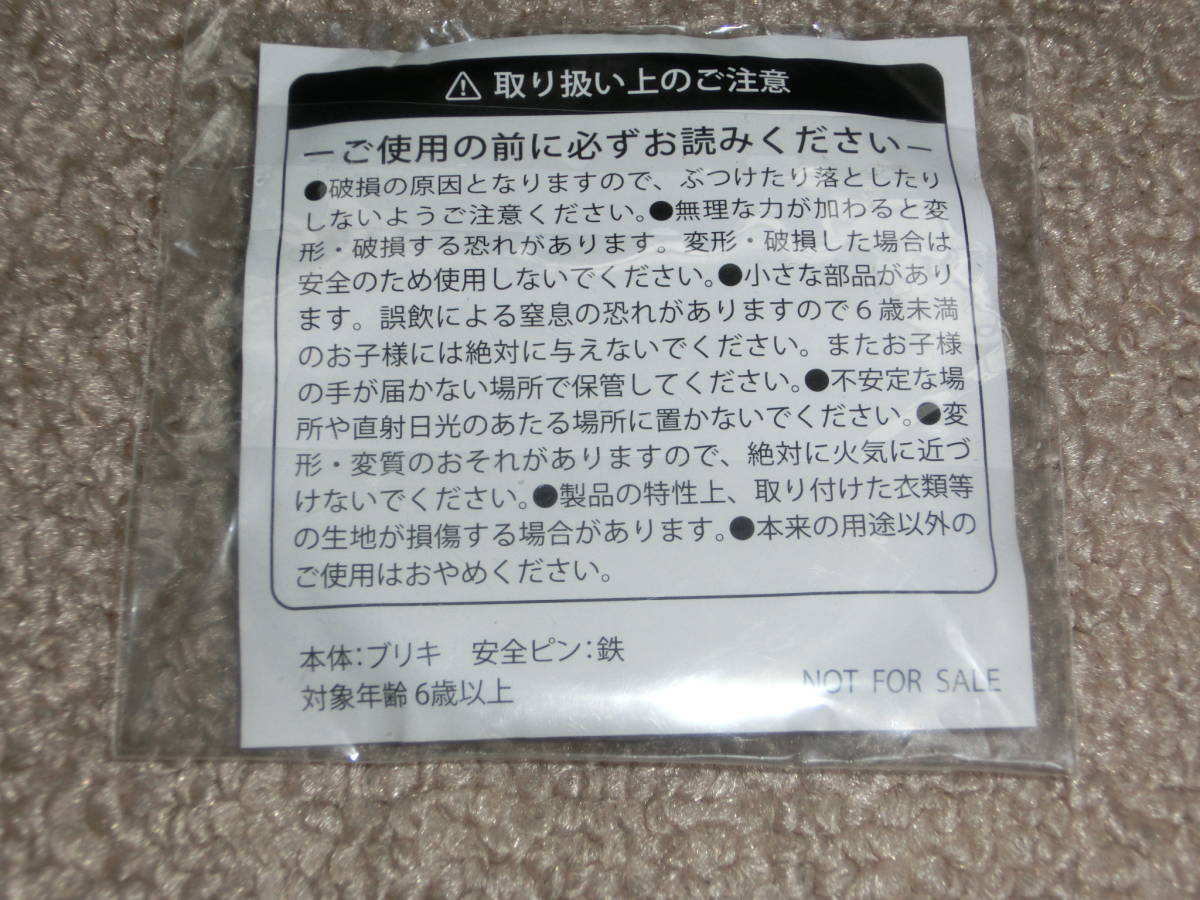 ⚠ 取り扱い上のご注意
－ご使用の前に必ずお読みください－
●破損の原因となりますので、ぶつけたり落としたり
しないようご注意ください。●無理な力が加わると変
形・破損する恐れがあります。変形・破損した場合は
安全のため使用しないでください。●小さな部品があり
ます。誤飲による窒息の恐れがありますので6歳未満
のお子様には絶対に与えないでください。またお子様
の手が届かない場所で保管してください。●不安定な場
所や直射日光のあたる場所に置かないでください。●変
形・変質のおそれがありますので、絶対に火気に近づ
けないでください。●製品の特性上、取り付けた衣類等
の生地が損傷する場合があります。●本来の用途以外の
ご使用はおやめください。
本体：ブリキ　安全ピン：鉄
対象年齢 6歳以上
NOT FOR SALE